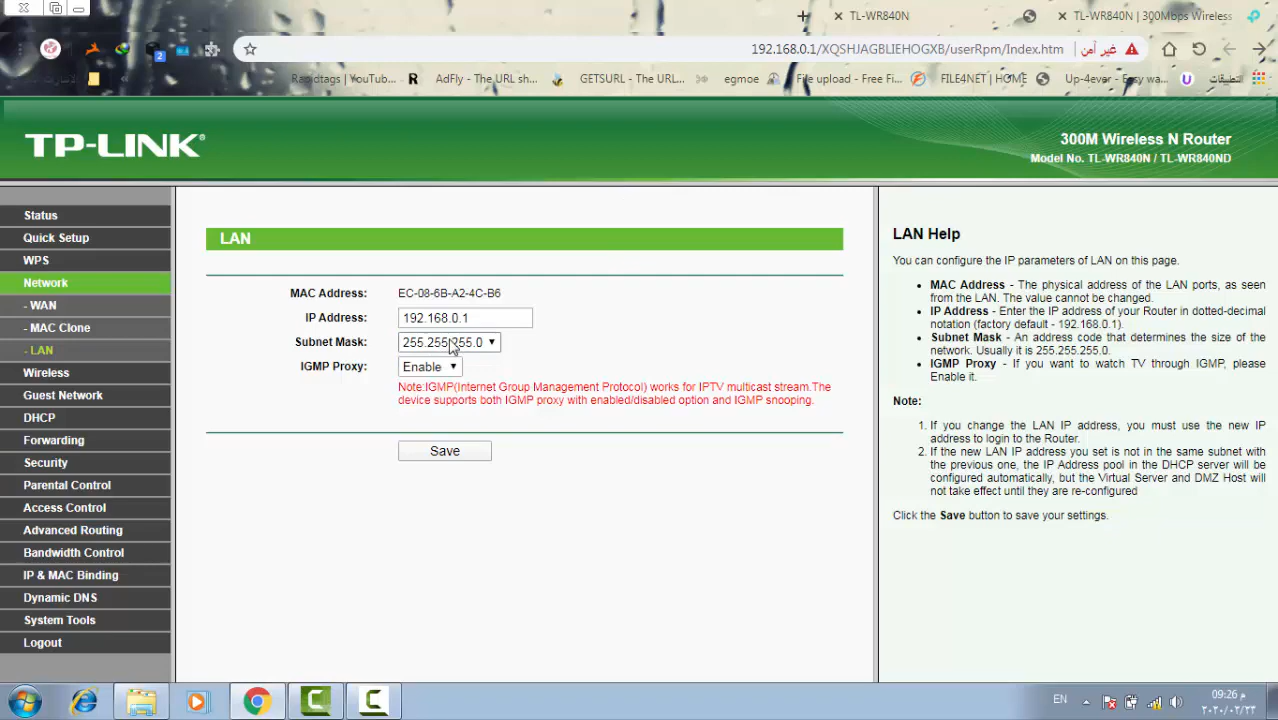 TL-WR840N
TL-WR840N | 300Mbps Wireless
192.168.0.1/XQSHJAGBLIEHOGXB/userRpm/Index.htm
غير آمن
2
Rapidtags | YouTub...
AdFly - The URL sh...
GETSURL - The URL...
egmoe
File upload - Free Fi...
FILE4NET | HOME
Up-4ever - Easy wa...
التطبيقات
TP-LINK®
300M Wireless N Router
Model No. TL-WR840N / TL-WR840ND
Status
Quick Setup
WPS
Network
- WAN
- MAC Clone
- LAN
Wireless
Guest Network
DHCP
Forwarding
Security
Parental Control
Access Control
Advanced Routing
Bandwidth Control
IP & MAC Binding
Dynamic DNS
System Tools
Logout
LAN
MAC Address: EC-08-6B-A2-4C-B6
IP Address: 192.168.0.1
Subnet Mask: 255.255.255.0
IGMP Proxy: Enable
Note:IGMP(Internet Group Management Protocol) works for IPTV multicast stream.The
device supports both IGMP proxy with enabled/disabled option and IGMP snooping.
Save
LAN Help
You can configure the IP parameters of LAN on this page.
MAC Address - The physical address of the LAN ports, as seen
from the LAN. The value cannot be changed.
IP Address - Enter the IP address of your Router in dotted-decimal
notation (factory default - 192.168.0.1).
Subnet Mask - An address code that determines the size of the
network. Usually it is 255.255.255.0.
IGMP Proxy - If you want to watch TV through IGMP, please
Enable it.
Note:
1. If you change the LAN IP address, you must use the new IP
address to login to the Router.
2. If the new LAN IP address you set is not in the same subnet with
the previous one, the IP Address pool in the DHCP server will be
configured automatically, but the Virtual Server and DMZ Host will
not take effect until they are re-configured
Click the Save button to save your settings.
EN
09:26 م
٢٠٢٠/٠٢/٢٣